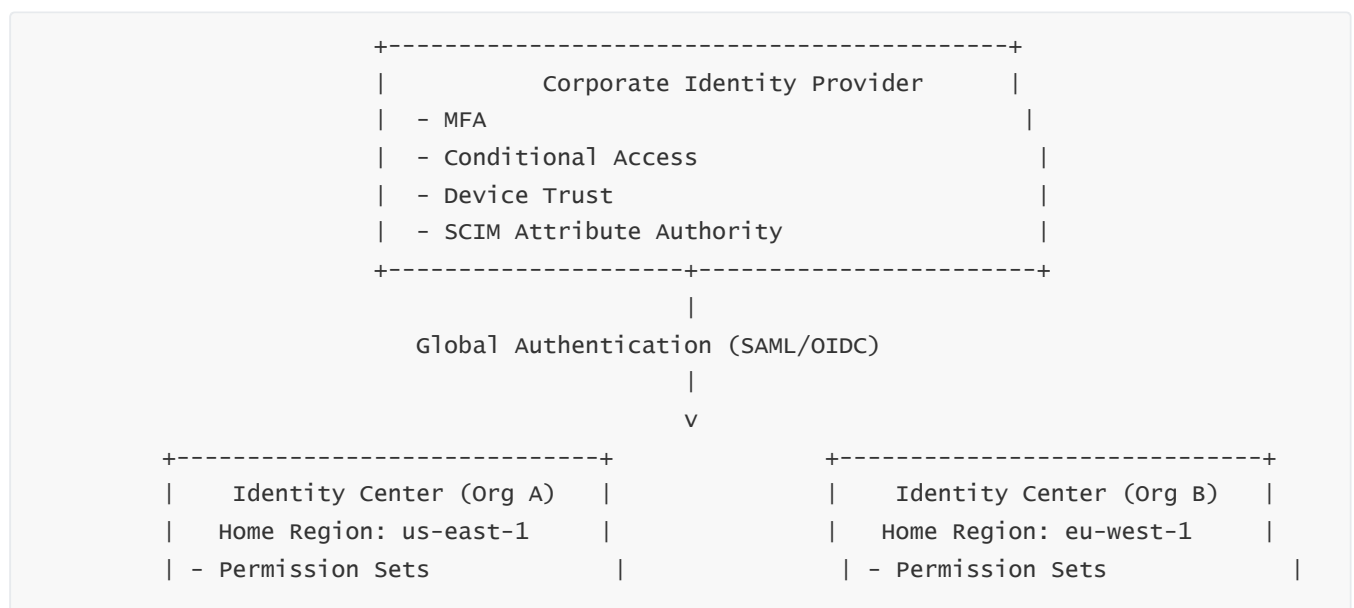 +--------------------------------------------+
|           Corporate Identity Provider      |
|  - MFA                                      |
|  - Conditional Access                        |
|  - Device Trust                              |
|  - SCIM Attribute Authority                  |
+---------------------+------------------------+
|
Global Authentication (SAML/OIDC)
|
v
+-------------------------------+               +-------------------------------+
|    Identity Center (Org A)   |               |    Identity Center (Org B)   |
|   Home Region: us-east-1     |               |   Home Region: eu-west-1     |
| - Permission Sets             |               | - Permission Sets             |